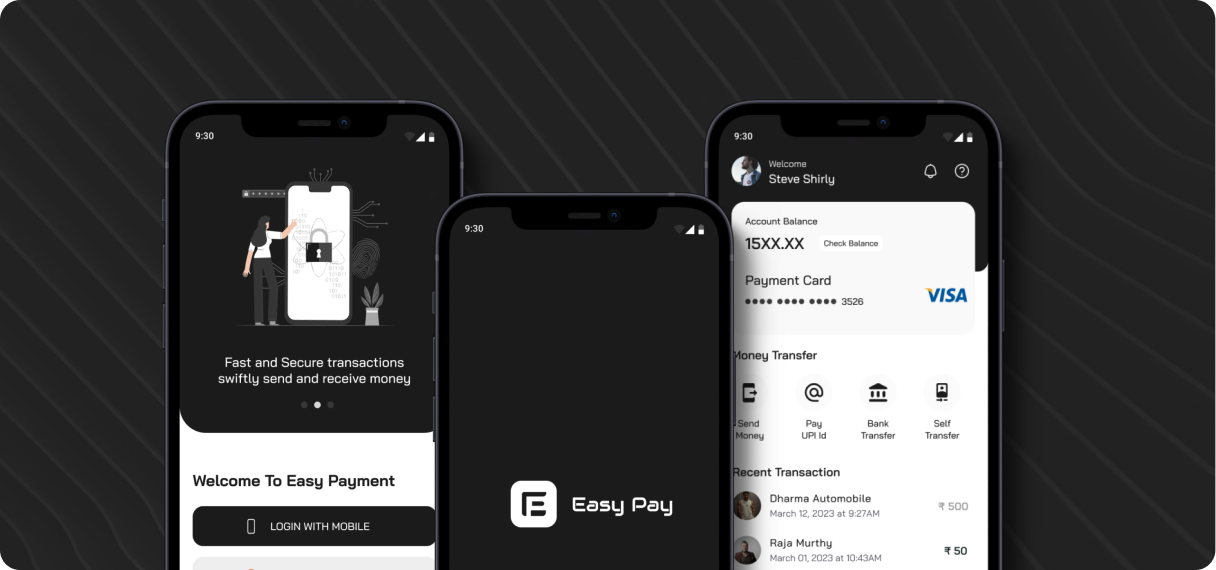 9:30
Fast and Secure transactions
swiftly send and receive money
Welcome To Easy Payment
LOGIN WITH MOBILE
9:30
Easy Pay
9:30
Welcome
Steve Shirly
Account Balance
15XX.XX Check Balance
Payment Card
•••• •••• •••• 3526
VISA
Money Transfer
Send
Money
Pay
UPI Id
Bank
Transfer
Self
Transfer
Recent Transaction
Dharma Automobile
March 12, 2023 at 9:27AM
₹ 500
Raja Murthy
March 01, 2023 at 10:43AM
₹ 50